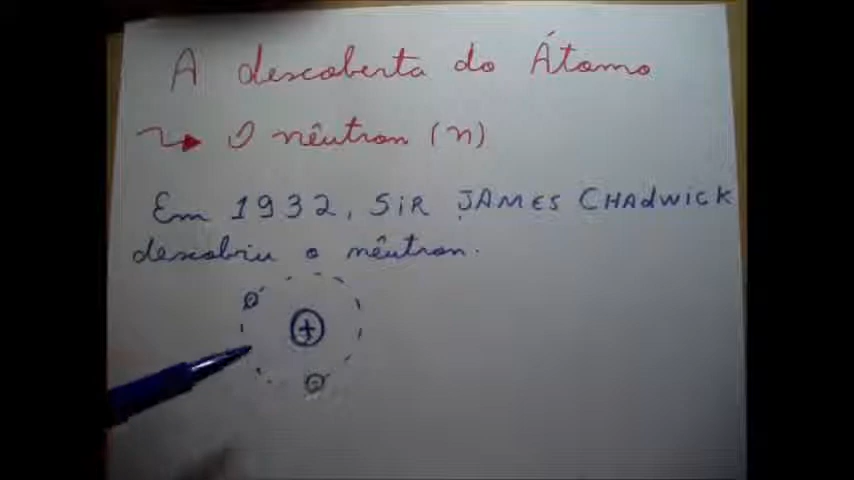 A descoberta do Átomo
O nêutron (n)
Em 1932, SiR JAMES CHADWICK
descobriu o nêutron.
+